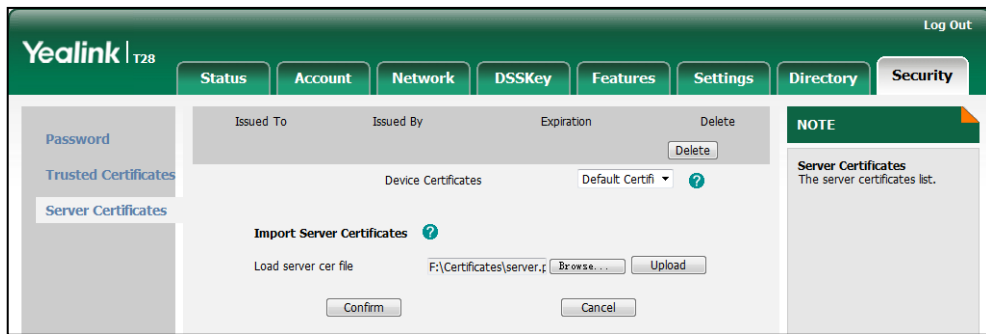 Log Out
Yealink | T28
Status Account Network DSSKey Features Settings Directory Security
Password
Trusted Certificates
Server Certificates
Issued To Issued By Expiration Delete
Delete
Device Certificates Default Certifi
Import Server Certificates ?
Load server cer file F:\Certificates\server.p Browse... Upload
Confirm Cancel
NOTE
Server Certificates
The server certificates list.